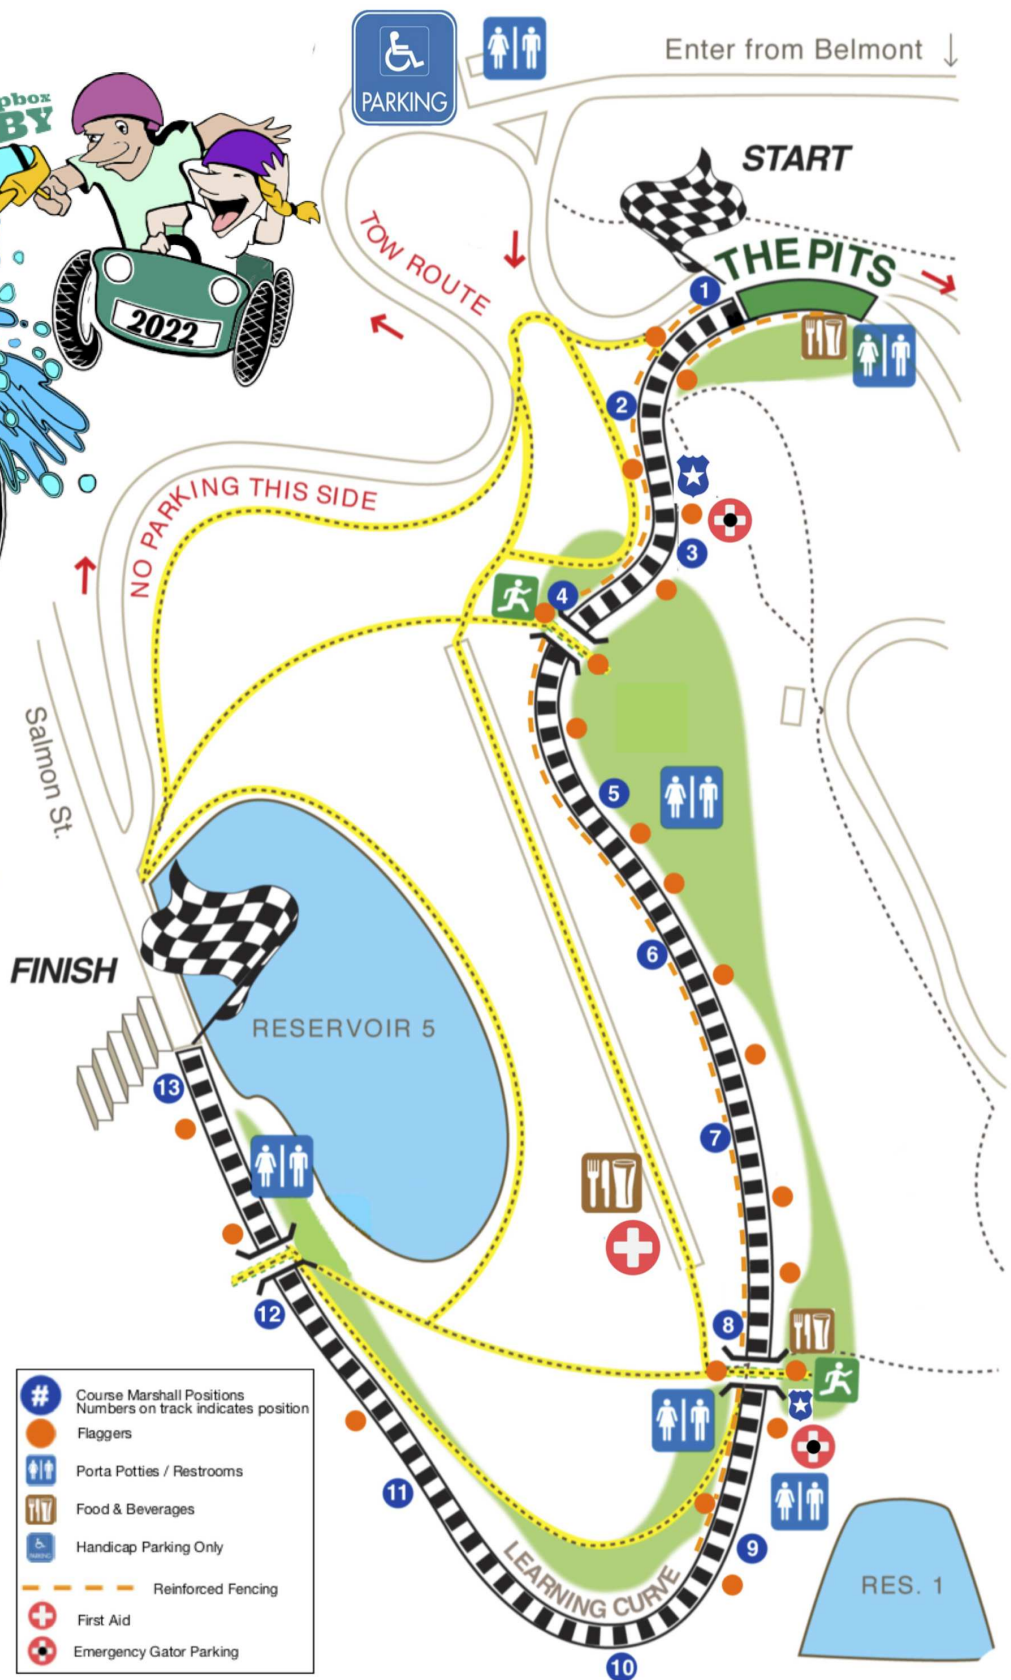 Enter from Belmont
PARKING
START
pbox
BY
TOW ROUTE
THE PITS
1
2022
2
NO PARKING THIS SIDE
3
4
Salmon St.
5
6
FINISH
RESERVOIR 5
13
7
12
8
#
Course Marshall Positions
Numbers on track indicates position
Flaggers
Porta Potties / Restrooms
Food & Beverages
PARKING
Handicap Parking Only
Reinforced Fencing
First Aid
Emergency Gator Parking
11
9
LEARNING CURVE
RES. 1
10